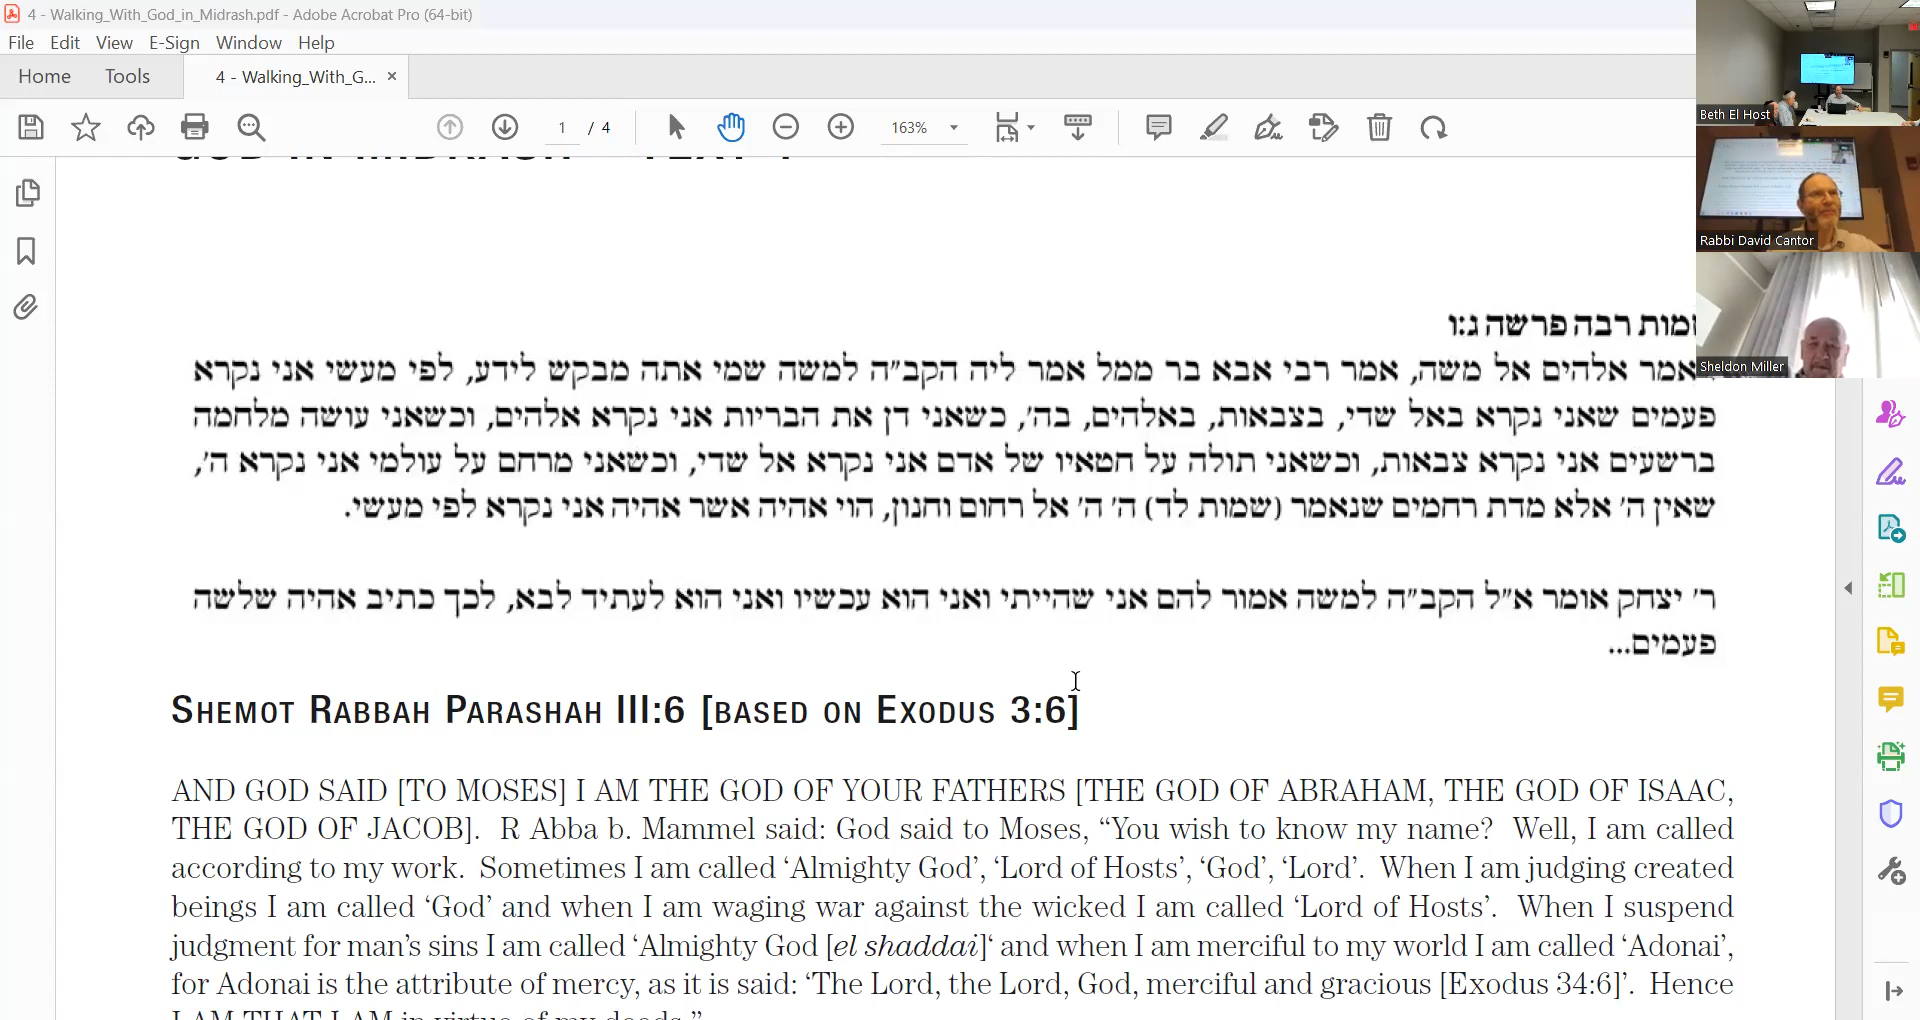 4 - Walking_With_God_in_Midrash.pdf - Adobe Acrobat Pro (64-bit)
File Edit View E-Sign Window Help
Home Tools 4 - Walking_With_G... ×
1 / 4 163%
Beth El Host
Rabbi David Cantor
Sheldon Miller
רבה פרשה ג:ו
אלהים אל משה, אמר רבי אבא בר ממל אמר ליה הקב״ה למשה שמי אתה מבקש לידע, לפי מעשי אני נקרא
פעמים שאני נקרא באל שדי, בצבאות, באלהים, בה׳, כשאני דן את הבריות אני נקרא אלהים, וכשאני עושה מלחמה
ברשעים אני נקרא צבאות, וכשאני תולה על חטאיו של אדם אני נקרא אל שדי, וכשאני מרחם על עולמי אני נקרא ה׳,
שאין ה׳ אלא מדת רחמים שנאמר (שמות לד) ה׳ ה׳ אל רחום וחנון, הוי אהיה אשר אהיה אני נקרא לפי מעשי.
ר׳ יצחק אומר א״ל הקב״ה למשה אמור להם אני שהייתי ואני הוא עכשיו ואני הוא לעתיד לבא, לכך כתיב אהיה שלשה
פעמים...
SHEMOT RABBAH PARASHAH III:6 [BASED ON EXODUS 3:6]
AND GOD SAID [TO MOSES] I AM THE GOD OF YOUR FATHERS [THE GOD OF ABRAHAM, THE GOD OF ISAAC,
THE GOD OF JACOB]. R Abba b. Mammel said: God said to Moses, “You wish to know my name? Well, I am called
according to my work. Sometimes I am called ‘Almighty God’, ‘Lord of Hosts’, ‘God’, ‘Lord’. When I am judging created
beings I am called ‘God’ and when I am waging war against the wicked I am called ‘Lord of Hosts’. When I suspend
judgment for man’s sins I am called ‘Almighty God [el shaddai]‘ and when I am merciful to my world I am called ‘Adonai’,
for Adonai is the attribute of mercy, as it is said: ‘The Lord, the Lord, God, merciful and gracious [Exodus 34:6]’. Hence